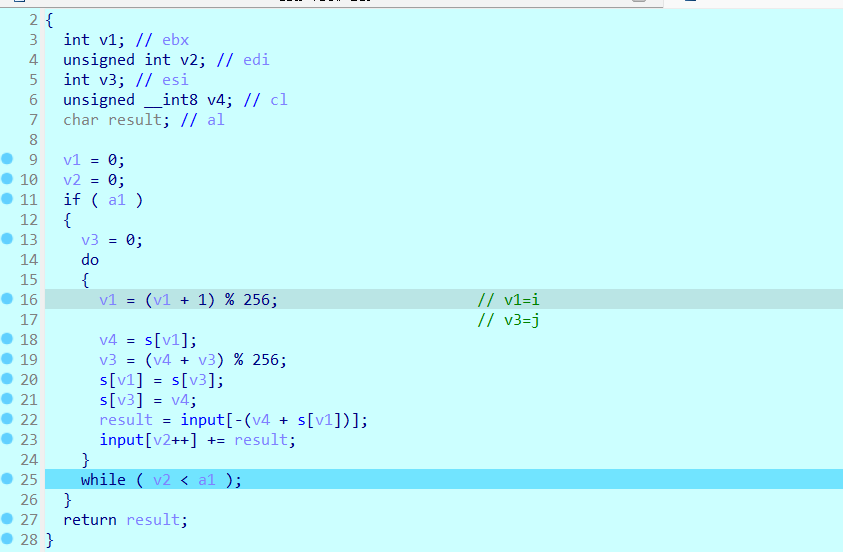 2 {
3   int v1; // ebx
4   unsigned int v2; // edi
5   int v3; // esi
6   unsigned __int8 v4; // cl
7   char result; // al
8
9   v1 = 0;
10   v2 = 0;
11   if ( a1 )
12   {
13     v3 = 0;
14     do
15     {
16       v1 = (v1 + 1) % 256;                      // v1=i
17                                                 // v3=j
18       v4 = s[v1];
19       v3 = (v4 + v3) % 256;
20       s[v1] = s[v3];
21       s[v3] = v4;
22       result = input[-(v4 + s[v1])];
23       input[v2++] += result;
24     }
25     while ( v2 < a1 );
26   }
27   return result;
28 }